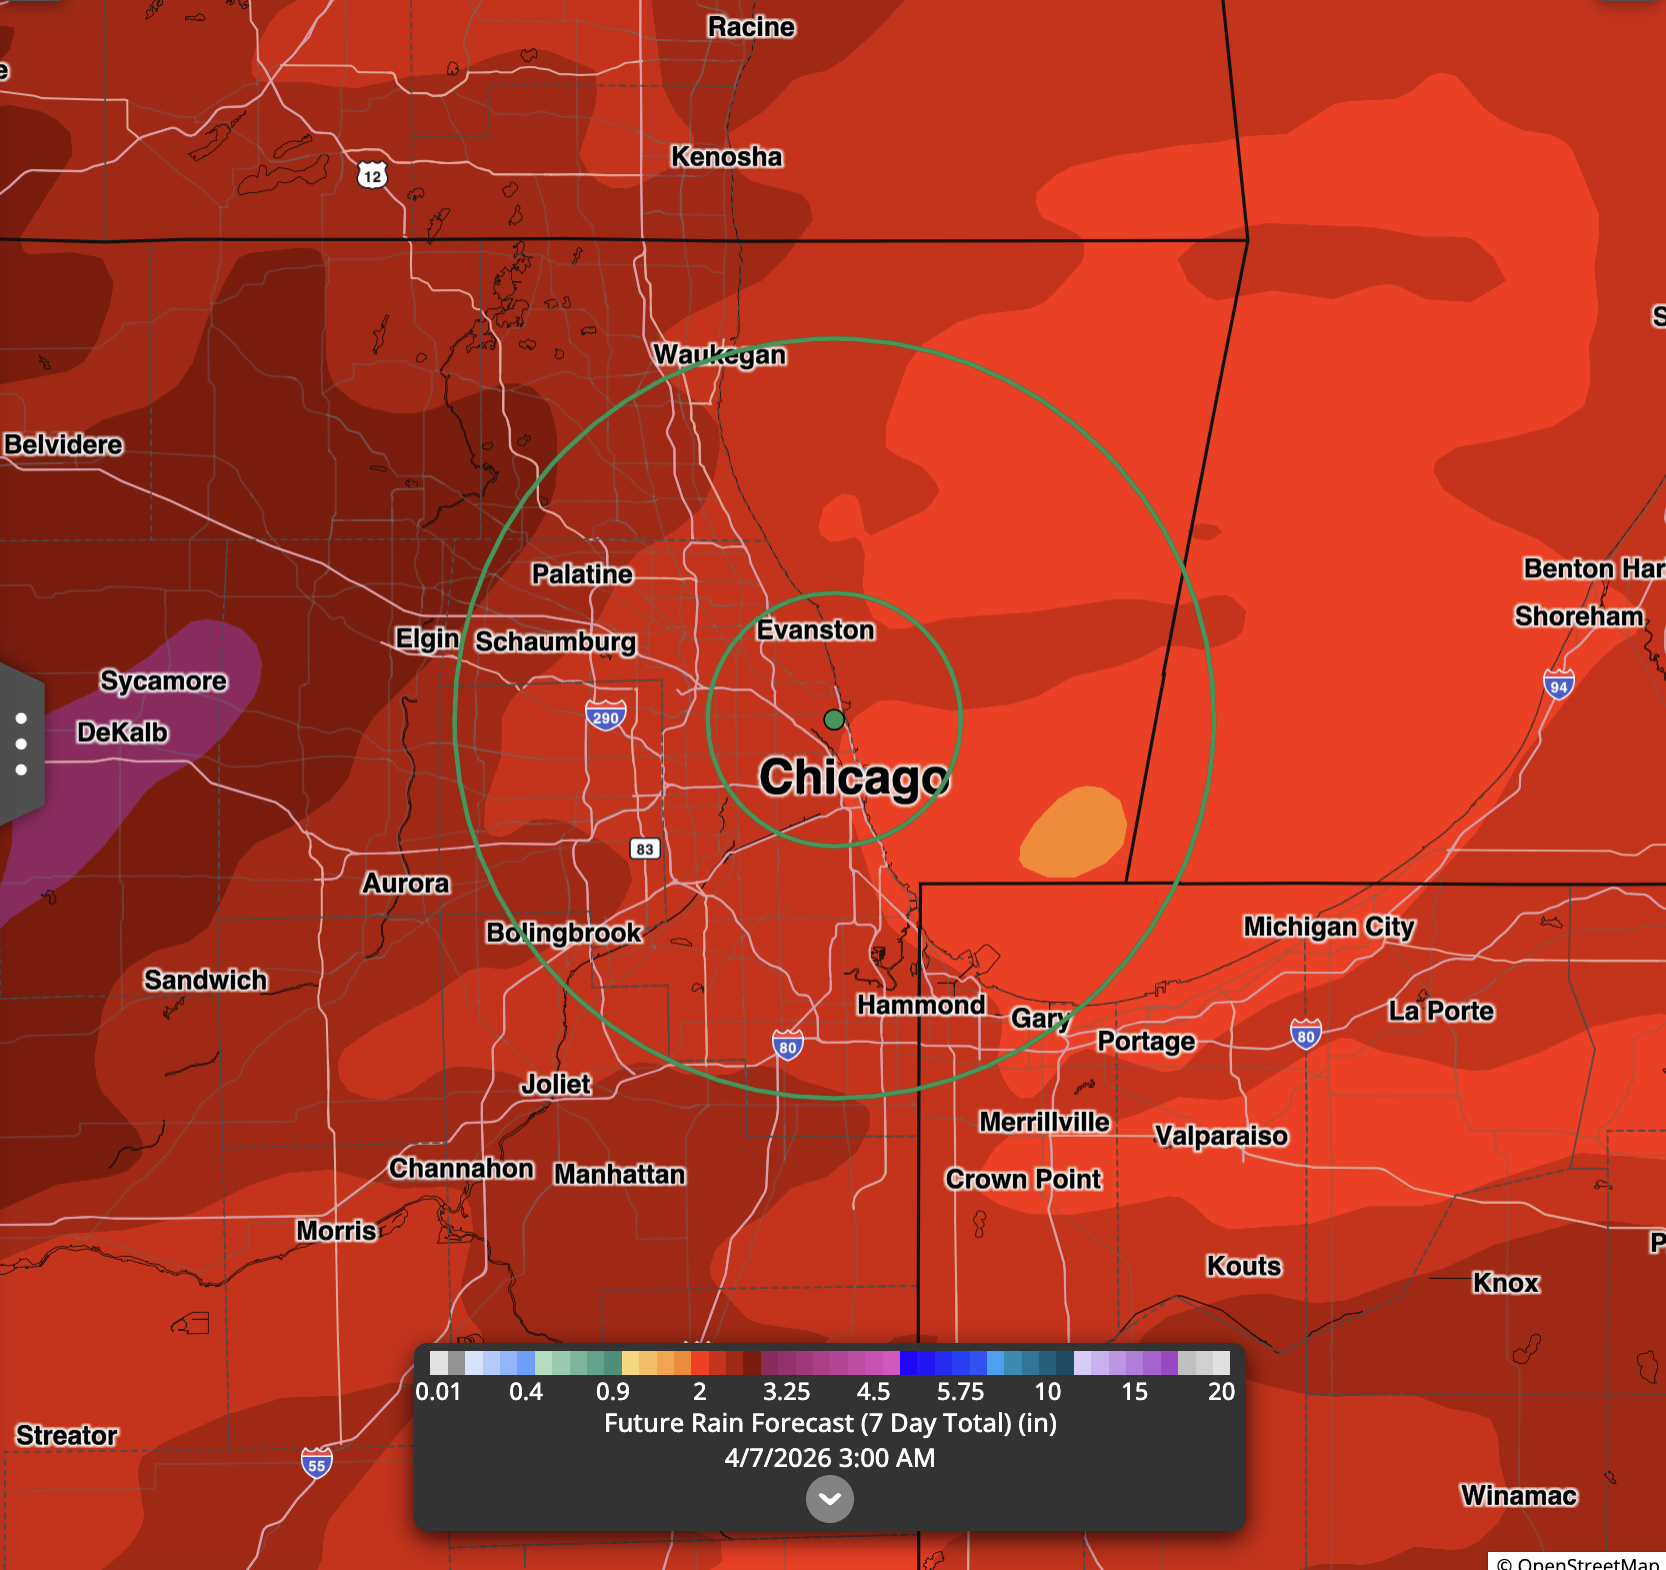 Racine
Kenosha
12
Waukegan
Belvidere
Palatine
Benton Har
Shoreham
Evanston
Elgin
Schaumburg
Sycamore
94
290
DeKalb
Chicago
83
Aurora
Michigan City
Bolingbrook
Sandwich
Hammond
La Porte
Gary
80
80
Portage
Joliet
Merrillville
Valparaiso
Channahon
Manhattan
Crown Point
Morris
Kouts
Knox
0.01 0.4 0.9 2 3.25 4.5 5.75 10 15 20
Future Rain Forecast (7 Day Total) (in)
Streator
4/7/2026 3:00 AM
55
Winamac
© OpenStreetMap